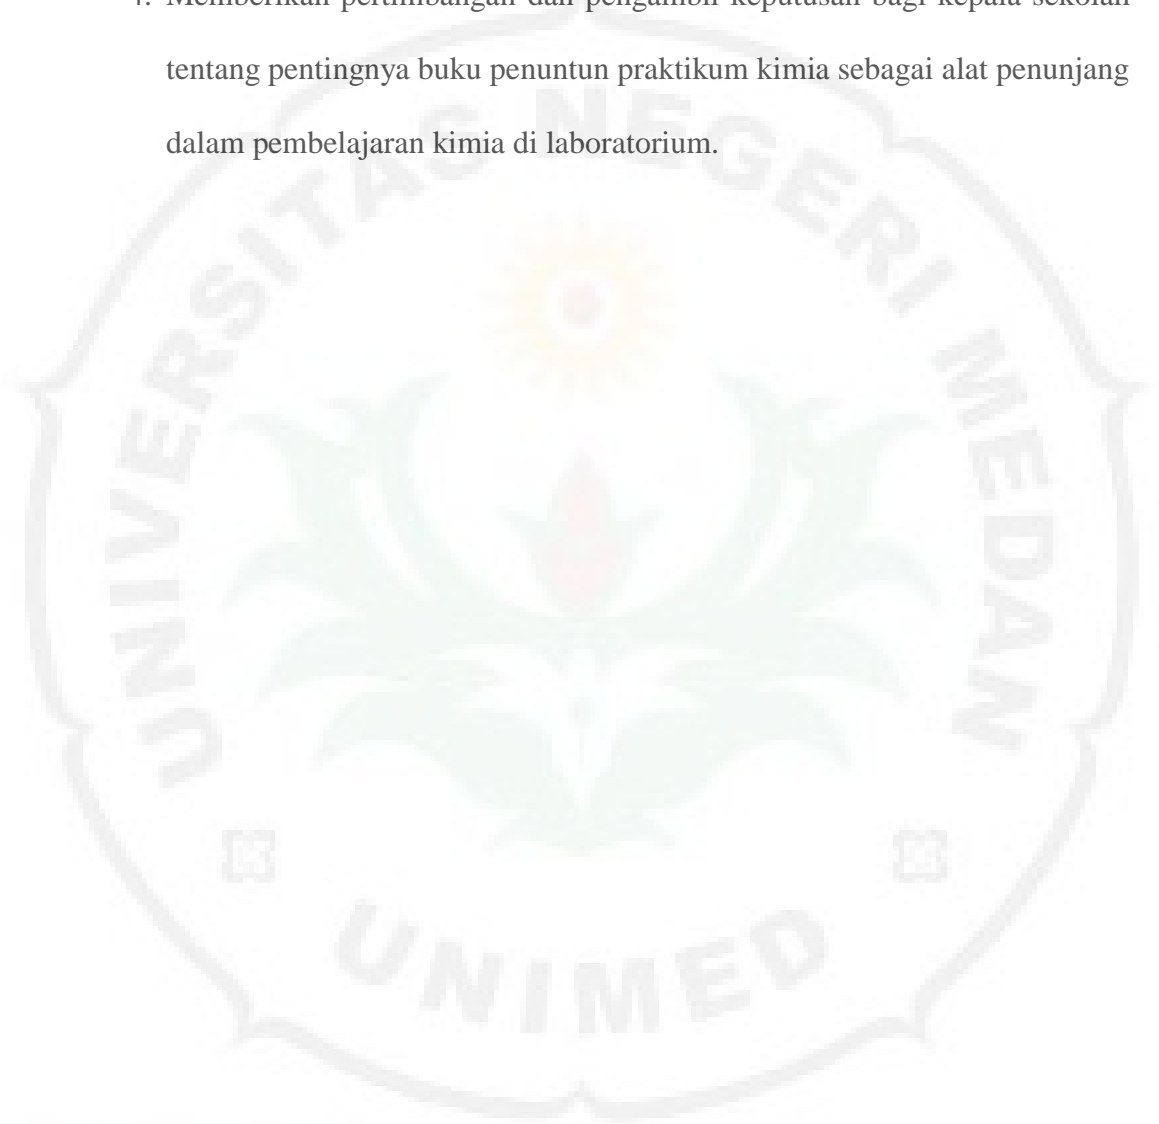 4. Memberikan pertimbangan dan pengambil keputusan bagi kepala sekolah
tentang pentingnya buku penuntun praktikum kimia sebagai alat penunjang
dalam pembelajaran kimia di laboratorium.
UNIVERSITAS NEGERI MEDAN
UNIMED